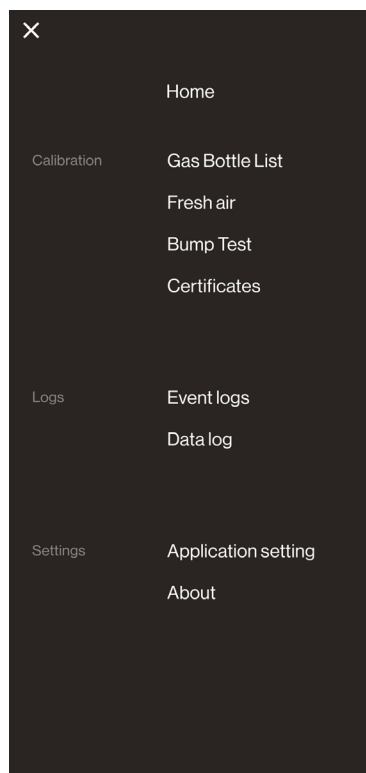 Home
Calibration Gas Bottle List
Fresh air
Bump Test
Certificates
Logs Event logs
Data log
Settings Application setting
About